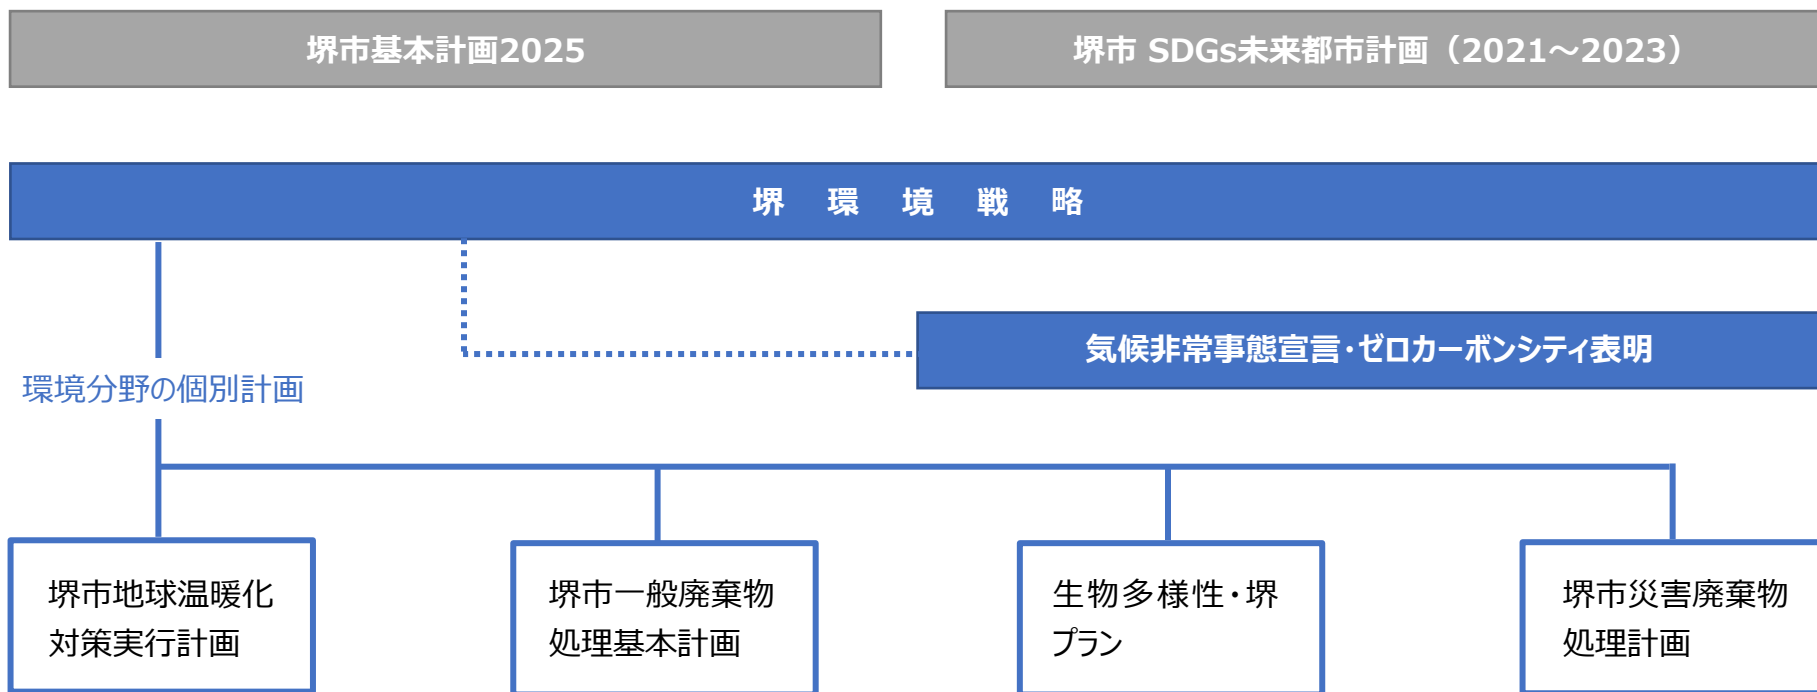 堺市基本計画2025
堺市 SDGs未来都市計画（2021～2023）
堺環境戦略
気候非常事態宣言・ゼロカーボンシティ表明
環境分野の個別計画
堺市地球温暖化
対策実行計画
堺市一般廃棄物
処理基本計画
生物多様性・堺
プラン
堺市災害廃棄物
処理計画